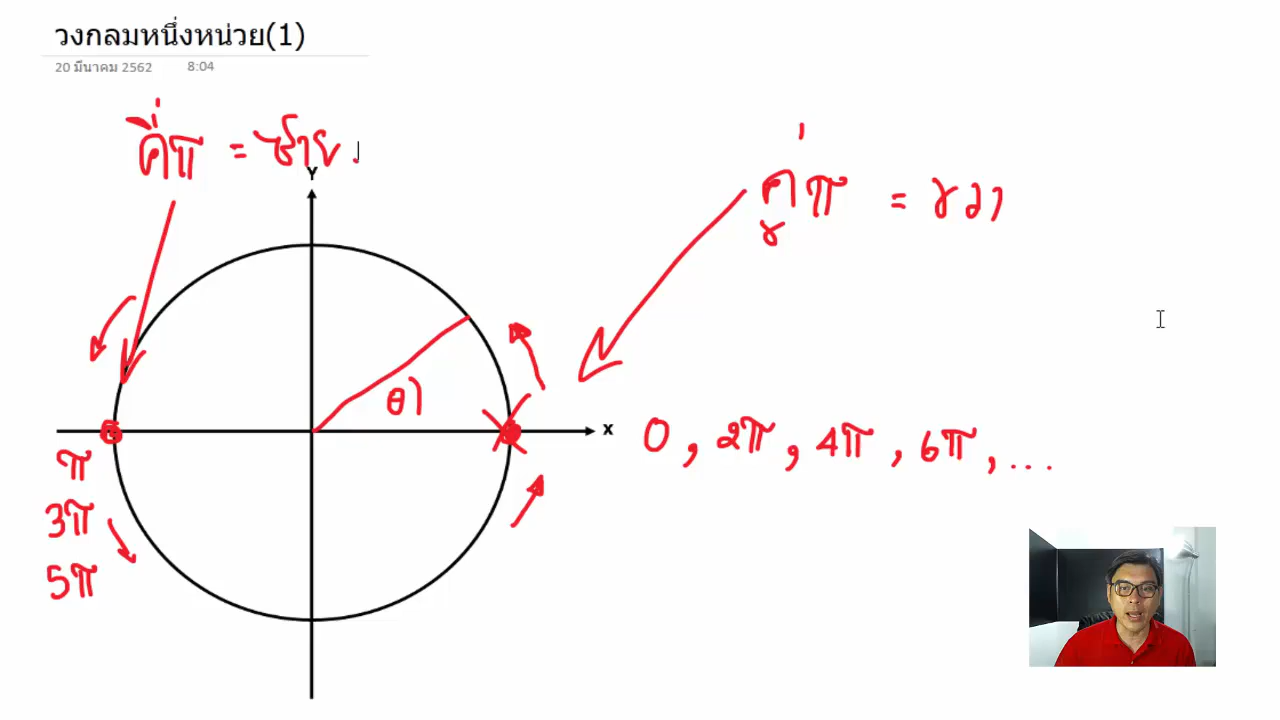 วงกลมหนึ่งหน่วย(1)
20 มีนาคม 2562 8:04
คี่π = ซ้าย
คู่π = ขวา
Y
θ
X
0, 2π, 4π, 6π, ...
π
3π
5π